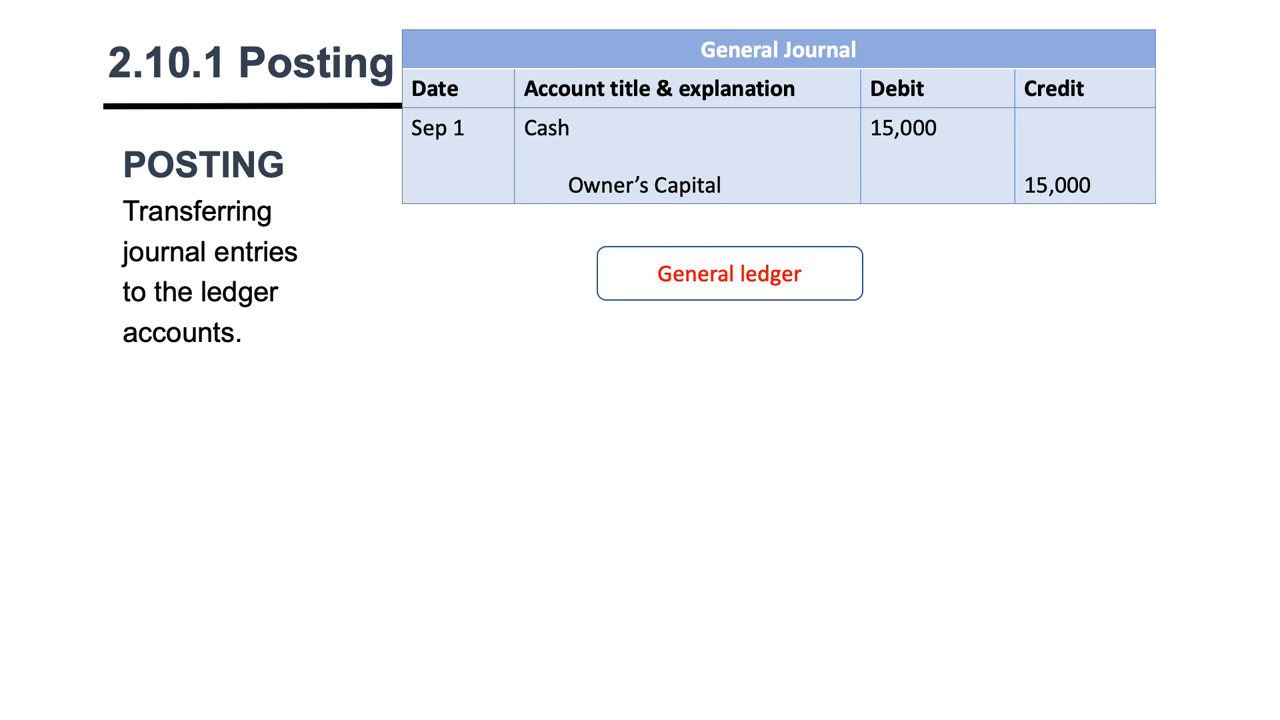 2.10.1 Posting
POSTING
Transferring
journal entries
to the ledger
accounts.
General Journal
Date Account title & explanation Debit Credit
Sep 1 Cash 15,000
Owner’s Capital 15,000
General ledger